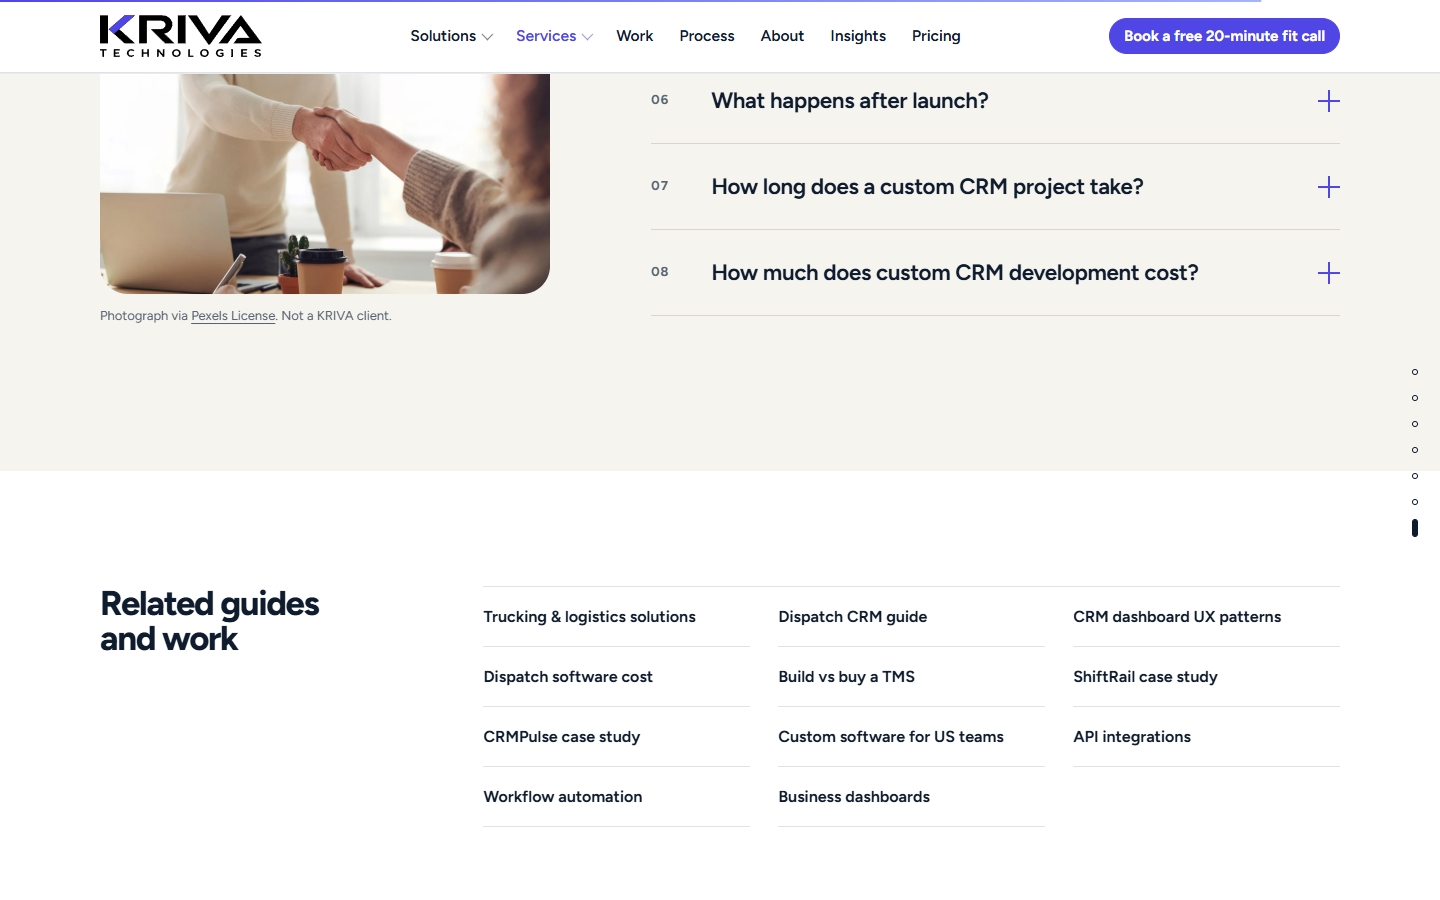 KRIVA
TECHNOLOGIES
Solutions
Services
Work
Process
About
Insights
Pricing
Book a free 20-minute fit call
06 What happens after launch?
07 How long does a custom CRM project take?
08 How much does custom CRM development cost?
Photograph via Pexels License. Not a KRIVA client.
Related guides
and work
Trucking & logistics solutions
Dispatch CRM guide
CRM dashboard UX patterns
Dispatch software cost
Build vs buy a TMS
ShiftRail case study
CRMPulse case study
Custom software for US teams
API integrations
Workflow automation
Business dashboards